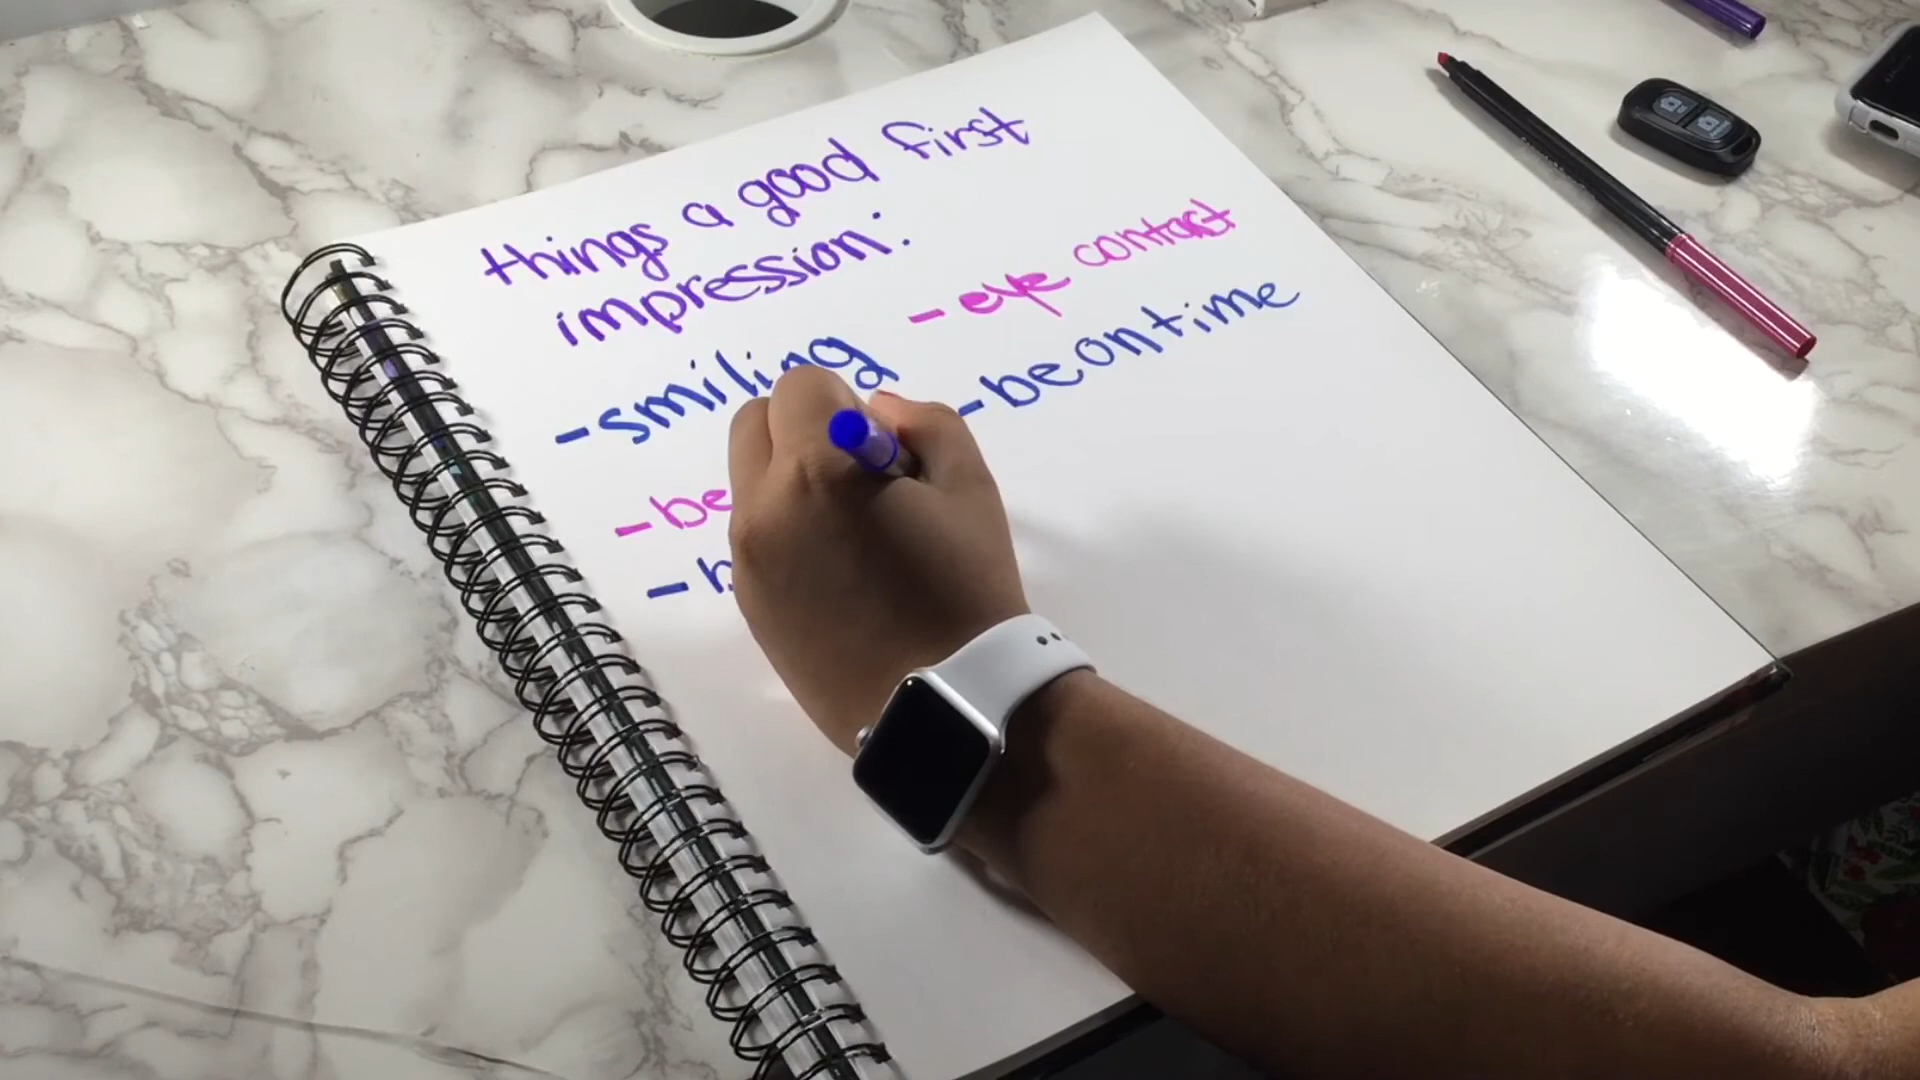 things a good first
impression:
- smiling
- eye contact
- be on time
- be
-